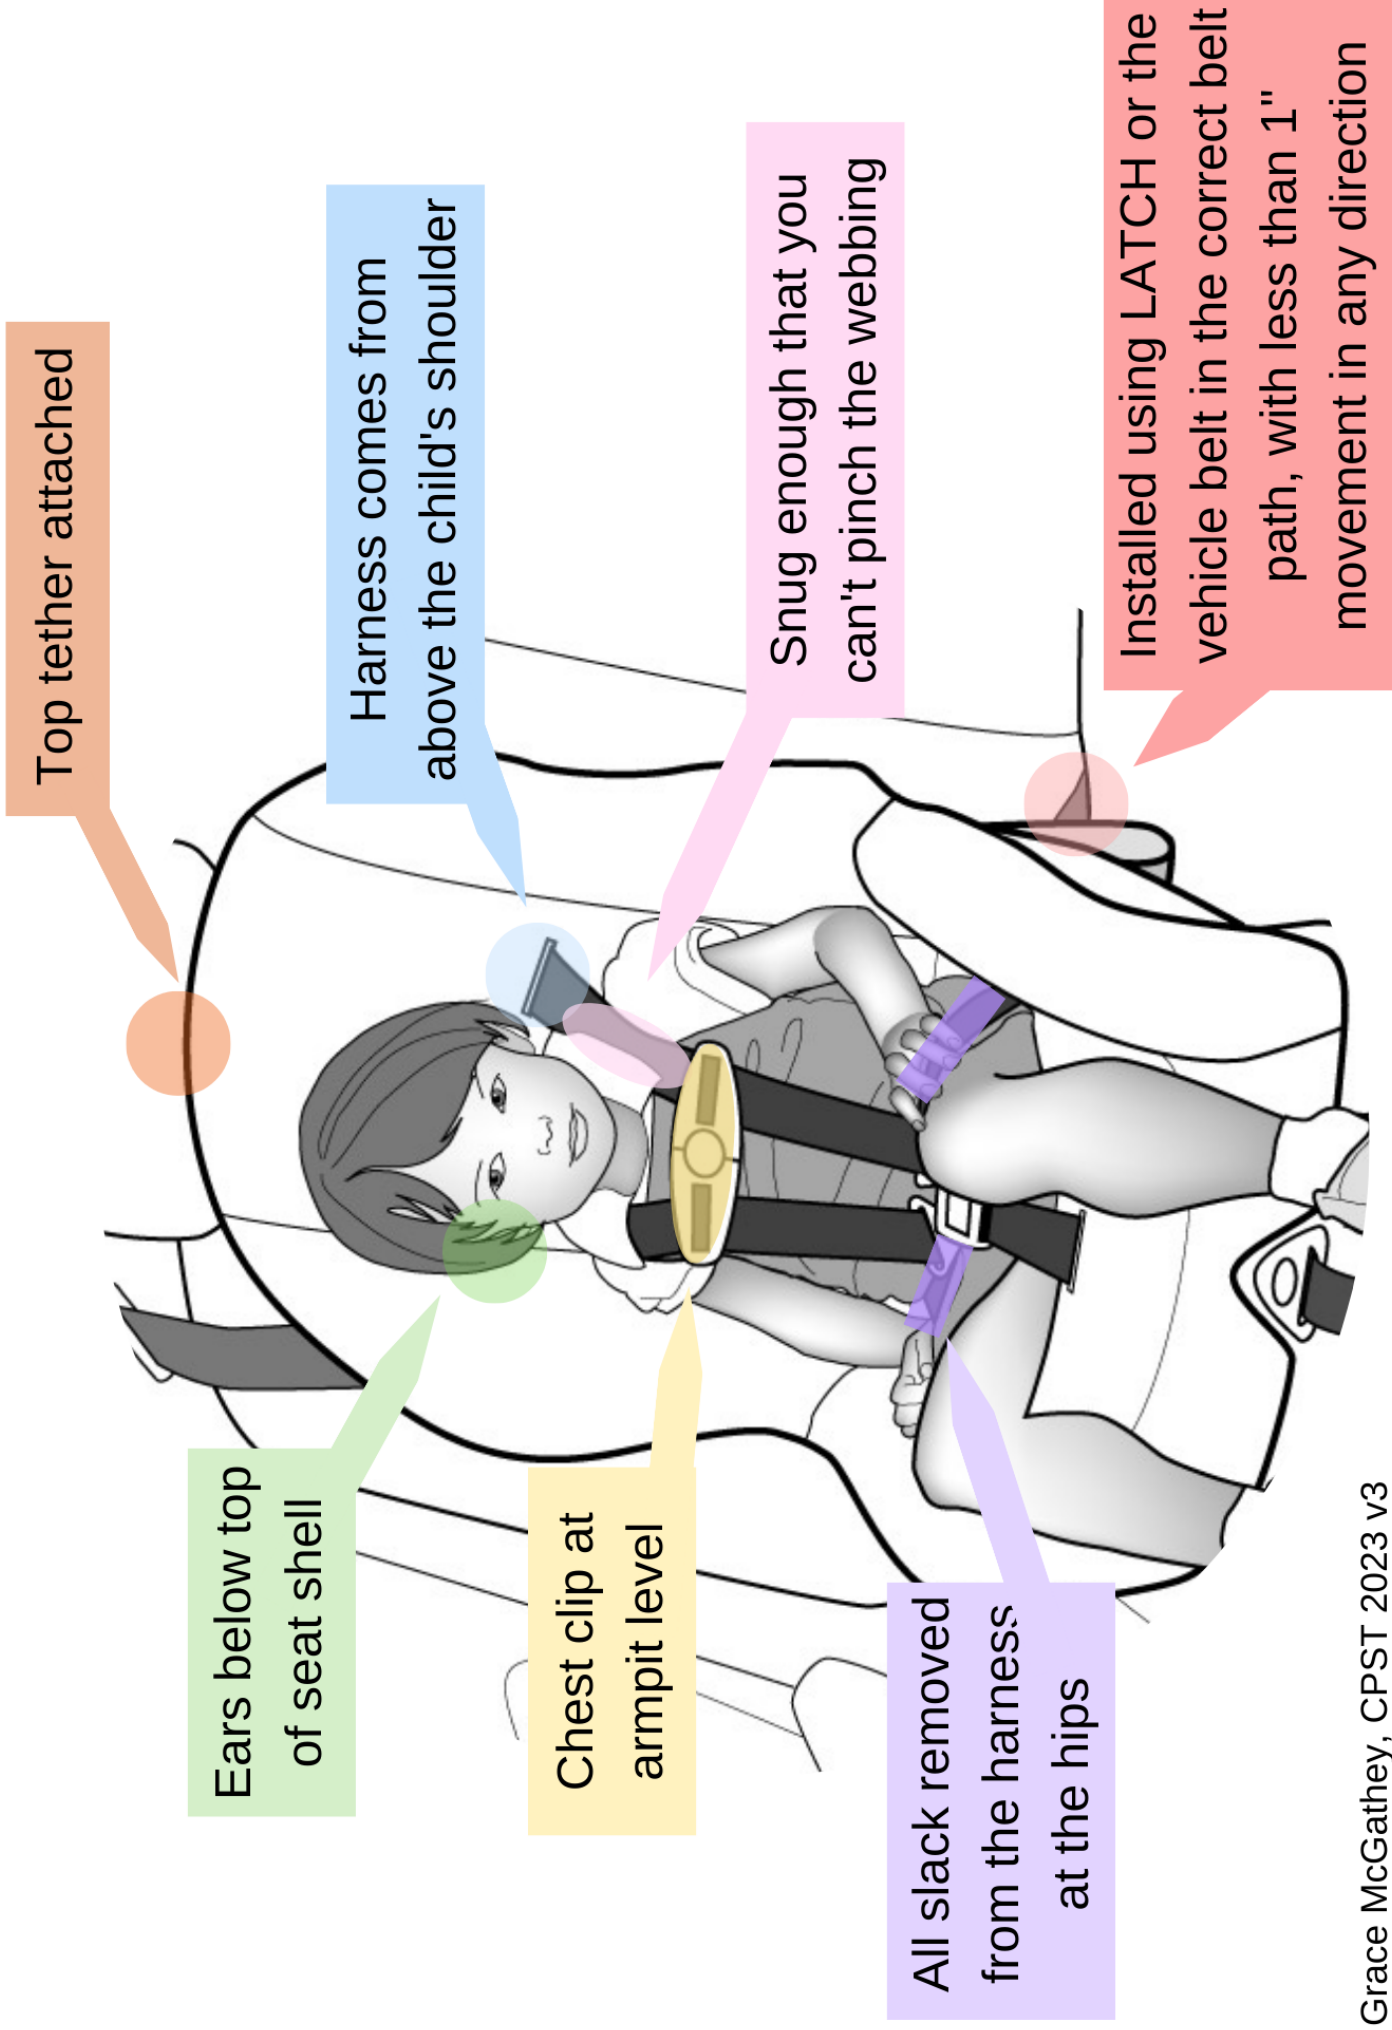 Top tether attached
Ears below top
of seat shell
Harness comes from
above the child's shoulder
Chest clip at
armpit level
Snug enough that you
can't pinch the webbing
All slack removed
from the harness
at the hips
Installed using LATCH or the
vehicle belt in the correct belt
path, with less than 1"
movement in any direction
Grace McGathey, CPST 2023 v3